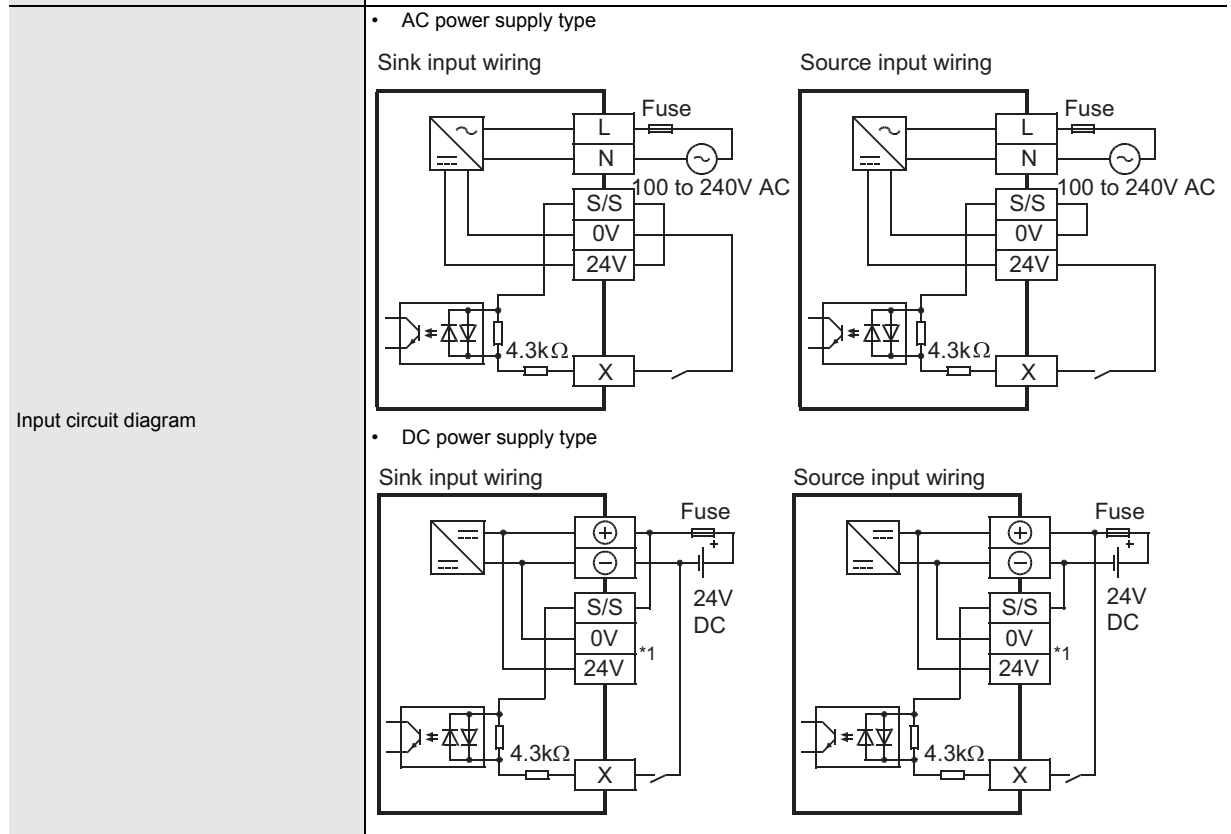 Input circuit diagram
• AC power supply type
Sink input wiring
Fuse
L
N
100 to 240V AC
S/S
0V
24V
4.3kΩ
X
Source input wiring
Fuse
L
N
100 to 240V AC
S/S
0V
24V
4.3kΩ
X
• DC power supply type
Sink input wiring
Fuse
+
24V
DC
S/S
0V
*1
24V
4.3kΩ
X
Source input wiring
Fuse
+
24V
DC
S/S
0V
*1
24V
4.3kΩ
X